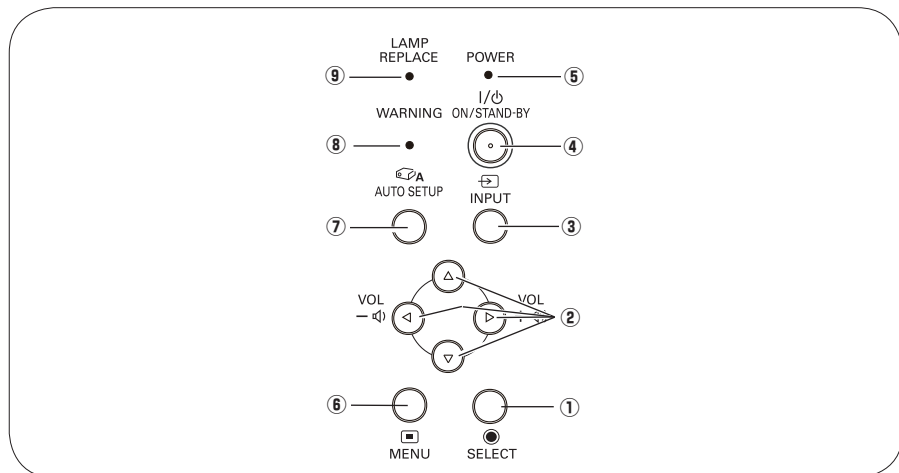 LAMP
REPLACE
POWER
⑨
⑤
I/⏻
WARNING
ON/STAND-BY
⑧
④
A
AUTO SETUP
INPUT
⑦
③
VOL
VOL
−
②
⑥
①
MENU
SELECT